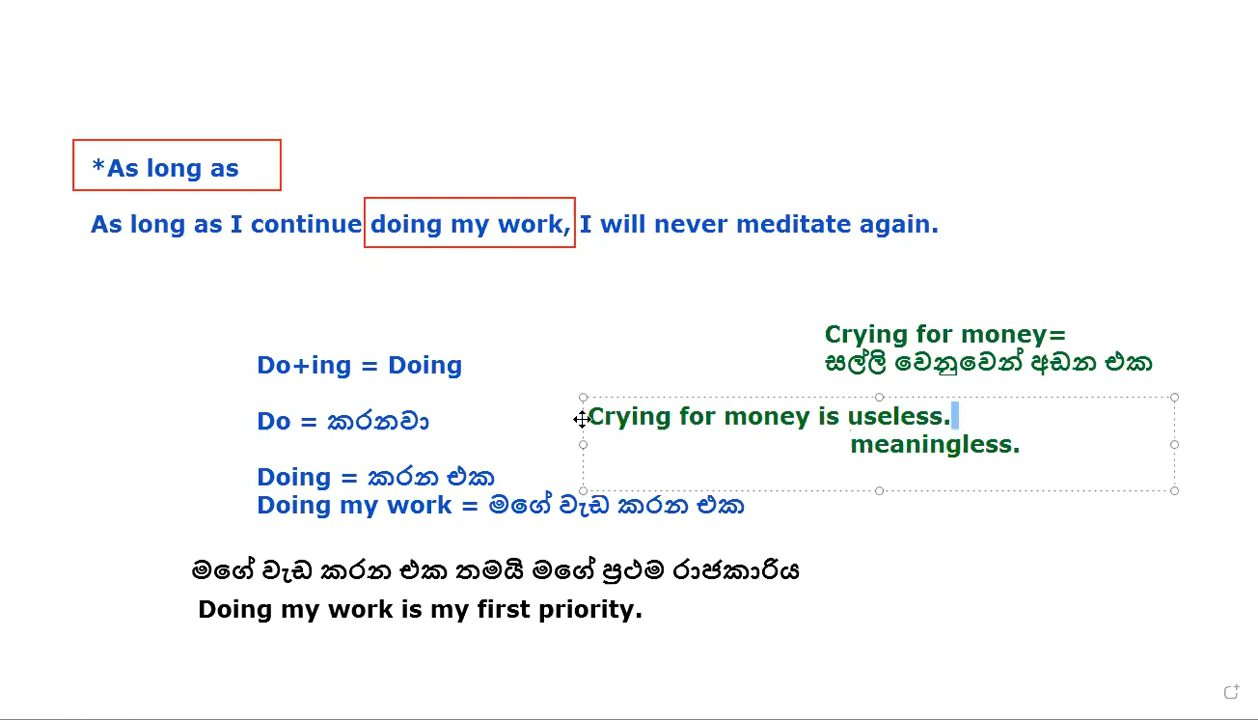 *As long as
As long as I continue doing my work, I will never meditate again.
Crying for money=
සල්ලි වෙනුවෙන් අඩන එක
Do+ing = Doing
Crying for money is useless.
meaningless.
Do = කරනවා
Doing = කරන එක
Doing my work = මගේ වැඩ කරන එක
මගේ වැඩ කරන එක තමයි මගේ ප්‍රථම රාජකාරිය
Doing my work is my first priority.